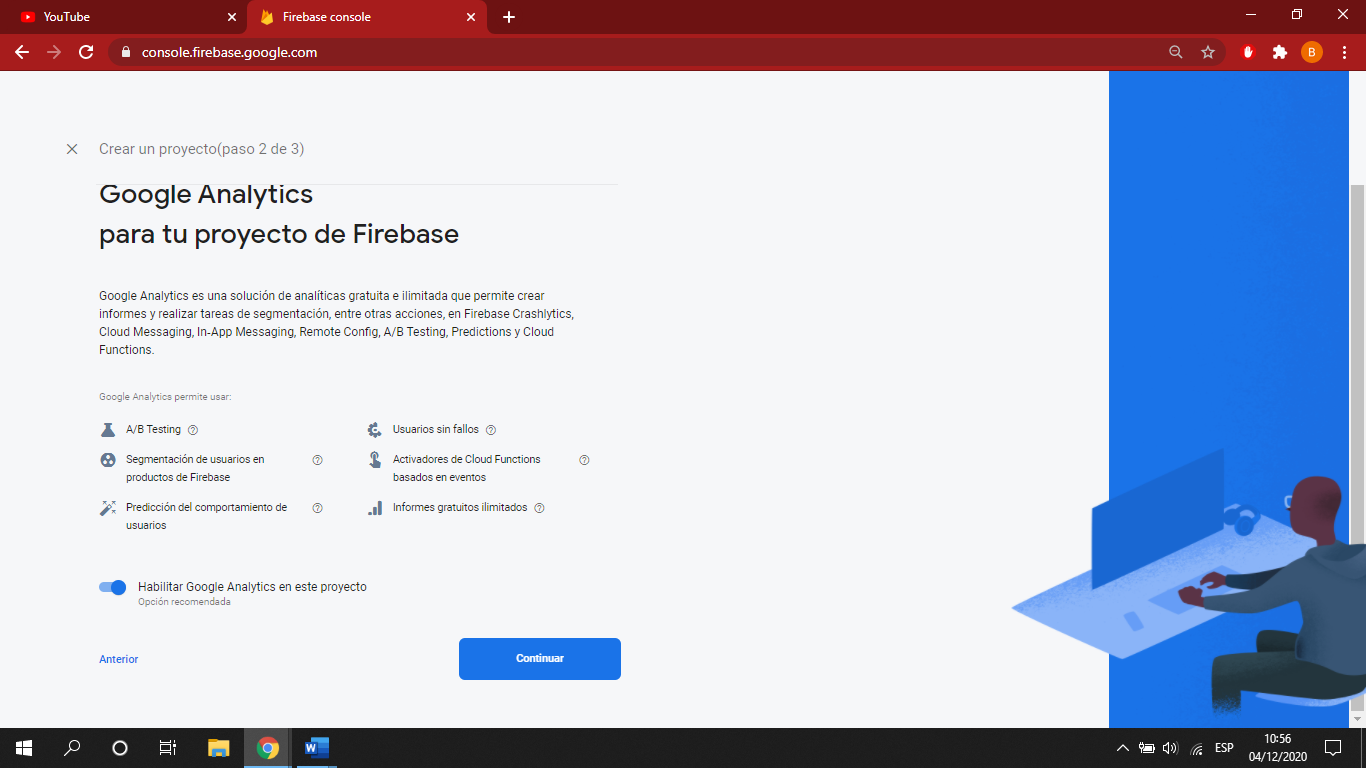 YouTube
Firebase console
console.firebase.google.com
B
Crear un proyecto(paso 2 de 3)
Google Analytics
para tu proyecto de Firebase
Google Analytics es una solución de analíticas gratuita e ilimitada que permite crear
informes y realizar tareas de segmentación, entre otras acciones, en Firebase Crashlytics,
Cloud Messaging, In-App Messaging, Remote Config, A/B Testing, Predictions y Cloud
Functions.
Google Analytics permite usar:
A/B Testing
Usuarios sin fallos
Segmentación de usuarios en
productos de Firebase
Activadores de Cloud Functions
basados en eventos
Predicción del comportamiento de
usuarios
Informes gratuitos ilimitados
Habilitar Google Analytics en este proyecto
Opción recomendada
Anterior
Continuar
ESP
10:56
04/12/2020